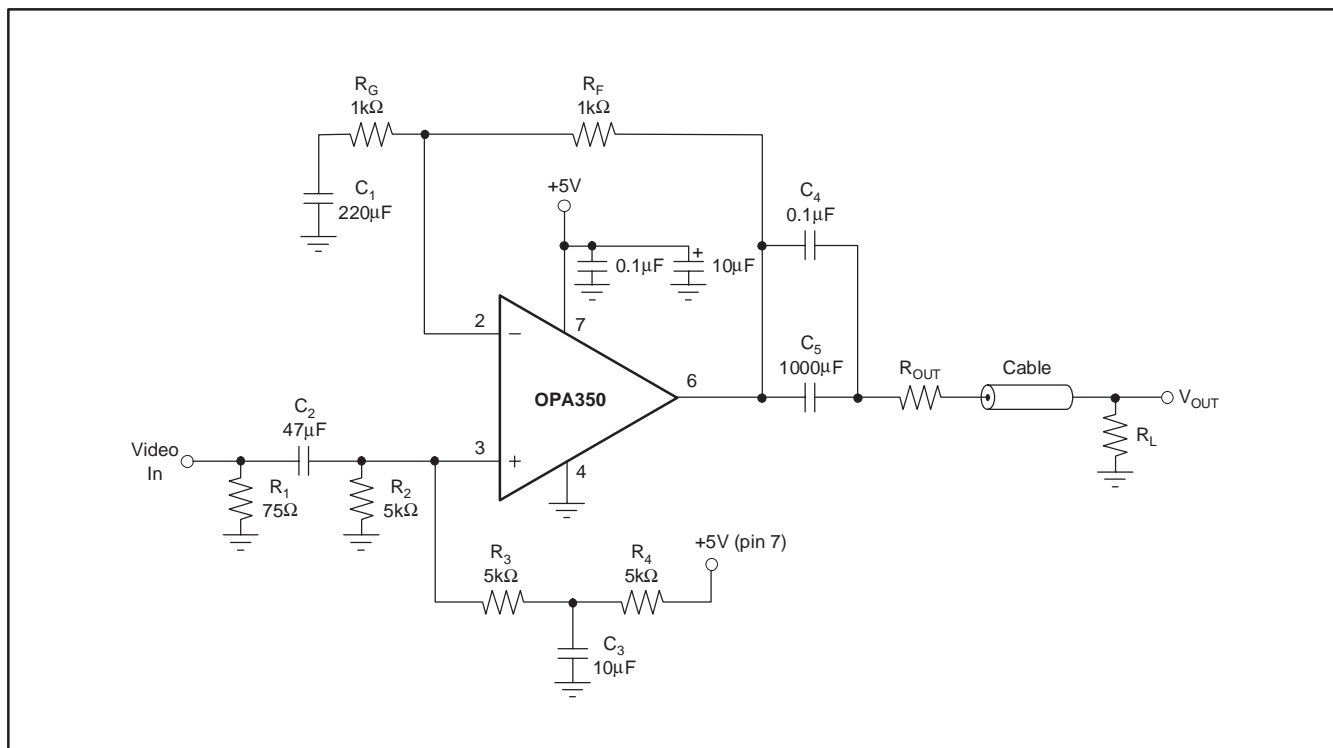 R_G
1kΩ
R_F
1kΩ
C_1
220μF
+5V
C_4
0.1μF
0.1μF
+
10μF
2
−
7
C_5
1000μF
R_OUT
Cable
6
OPA350
V_OUT
C_2
47μF
R_L
Video
In
3
+
4
R_1
75Ω
R_2
5kΩ
+5V (pin 7)
R_3
5kΩ
R_4
5kΩ
C_3
10μF